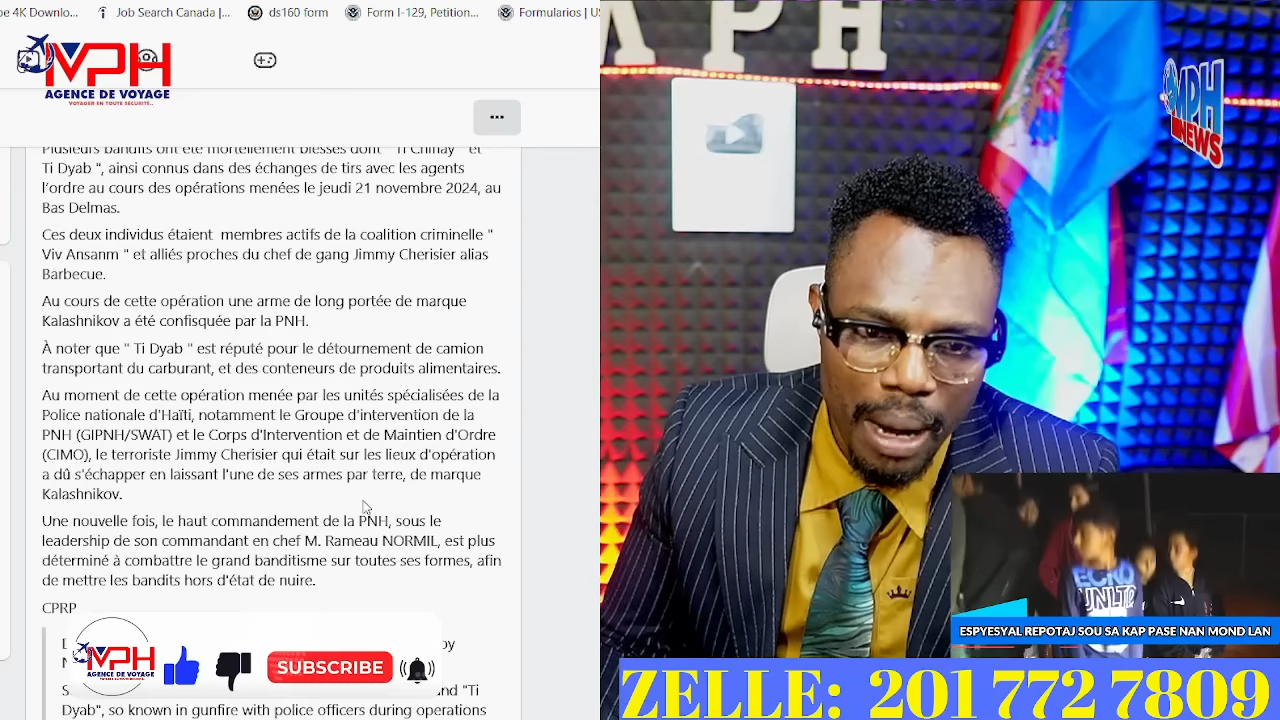 be 4K Downlo...
Job Search Canada |...
ds160 form
Form I-129, Petition...
Formularios | US
MPH
AGENCE DE VOYAGE
VOYAGER EN TOUTE SÉCURITÉ..
...
Plusieurs bandits ont été mortellement blessés dont " Ti Chinay " et
Ti Dyab ", ainsi connus dans des échanges de tirs avec les agents
l'ordre au cours des opérations menées le jeudi 21 novembre 2024, au
Bas Delmas.
Ces deux individus étaient membres actifs de la coalition criminelle "
Viv Ansanm " et alliés proches du chef de gang Jimmy Cherisier alias
Barbecue.
Au cours de cette opération une arme de long portée de marque
Kalashnikov a été confisquée par la PNH.
À noter que " Ti Dyab " est réputé pour le détournement de camion
transportant du carburant, et des conteneurs de produits alimentaires.
Au moment de cette opération menée par les unités spécialisées de la
Police nationale d'Haïti, notamment le Groupe d'intervention de la
PNH (GIPNH/SWAT) et le Corps d'Intervention et de Maintien d'Ordre
(CIMO), le terroriste Jimmy Cherisier qui était sur les lieux d'opération
a dû s'échapper en laissant l'une de ses armes par terre, de marque
Kalashnikov.
Une nouvelle fois, le haut commandement de la PNH, sous le
leadership de son commandant en chef M. Rameau NORMIL, est plus
déterminé à combattre le grand banditisme sur toutes ses formes, afin
de mettre les bandits hors d'état de nuire.
CPRP
MPH
AGENCE DE VOYAGE
SUBSCRIBE
nd "Ti
Dyab", so known in gunfire with police officers during operations
PH
MPH
NEWS
ECKO
UNLTD
ESPYESYAL REPOTAJ SOU SA KAP PASE NAN MOND LAN
ZELLE: 201 772 7809